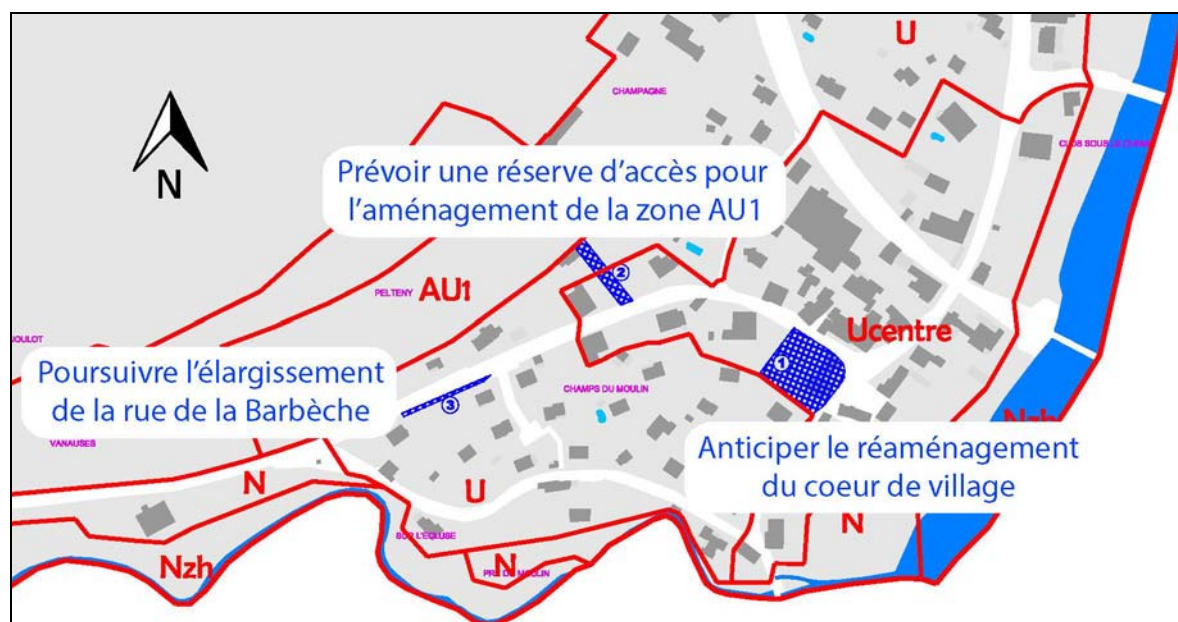 U
CHAMPAGNE
N
Prévoir une réserve d'accès pour
l'aménagement de la zone AU1
②
PELTENY
AU1
Ucentre
Poursuivre l'élargissement
de la rue de la Barbèche
③
CHAMPS DU MOULIN
①
VANAUSES
Nzh
Anticiper le réaménagement
du coeur de village
N
U
N
SUR L'ECLUSE
Nzh
N
PRE DU MOULIN